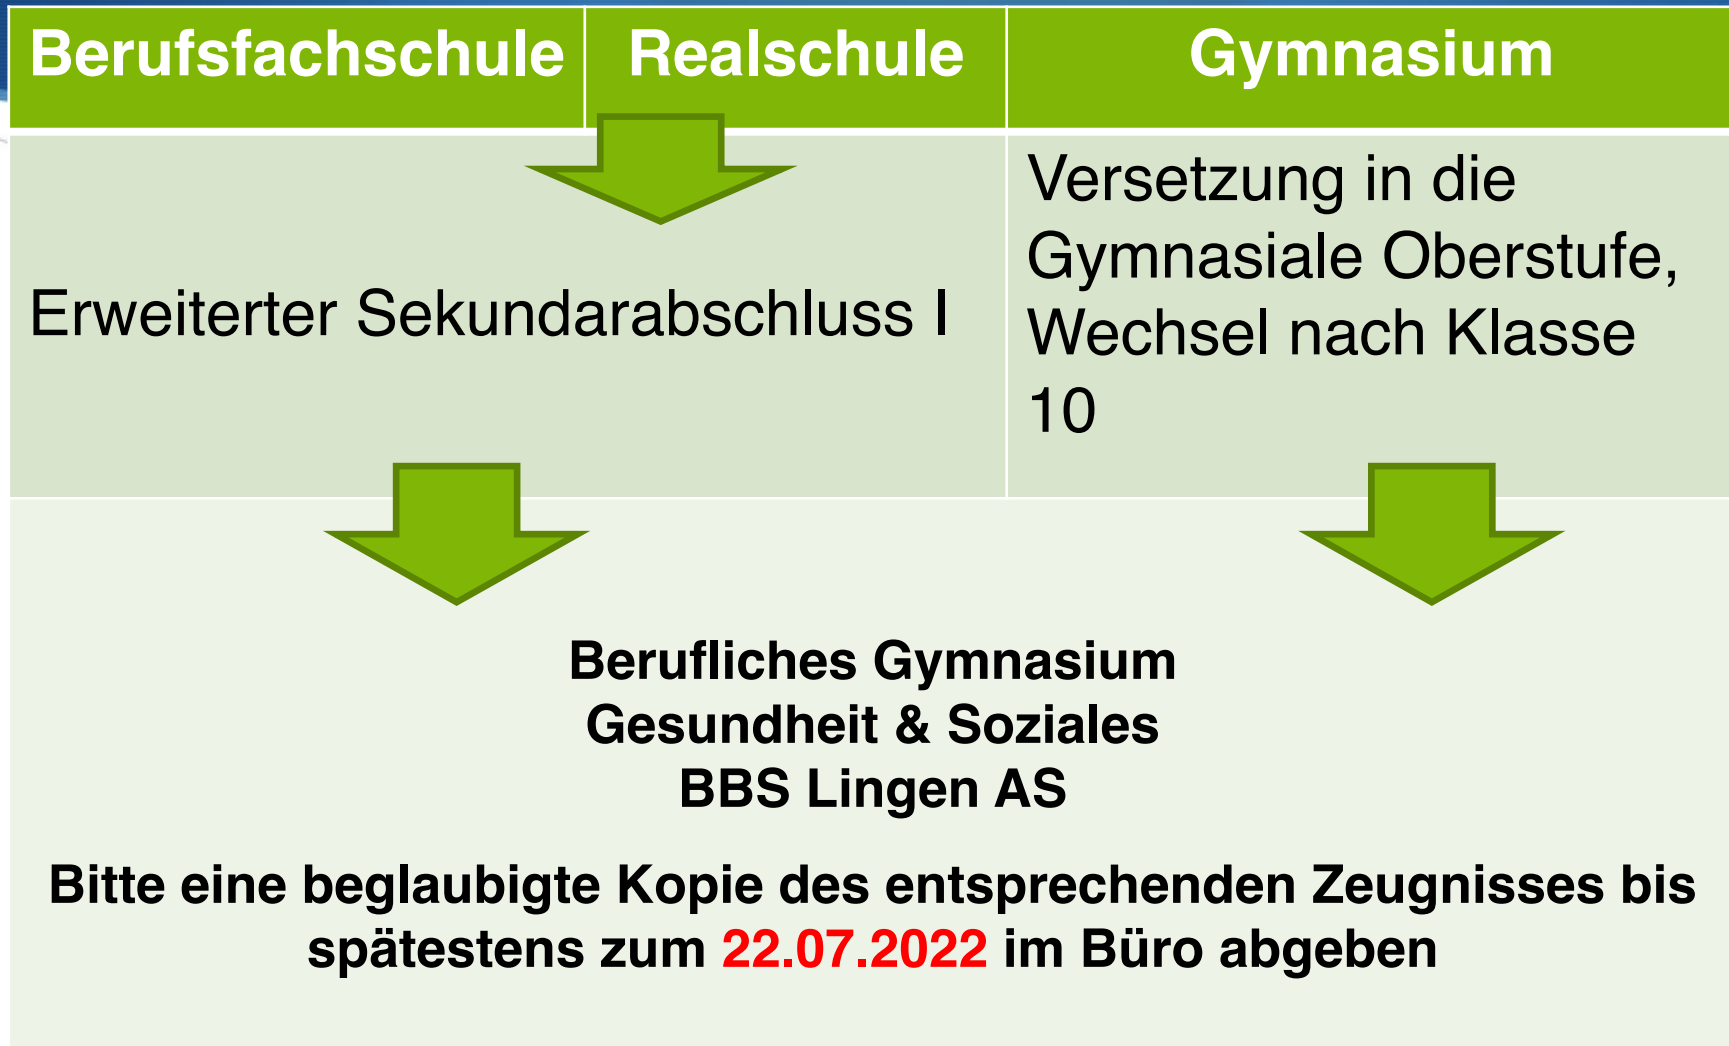 Berufsfachschule Realschule Gymnasium
Erweiterter Sekundarabschluss I
Versetzung in die
Gymnasiale Oberstufe,
Wechsel nach Klasse
10
Berufliches Gymnasium
Gesundheit & Soziales
BBS Lingen AS
Bitte eine beglaubigte Kopie des entsprechenden Zeugnisses bis
spätestens zum 22.07.2022 im Büro abgeben